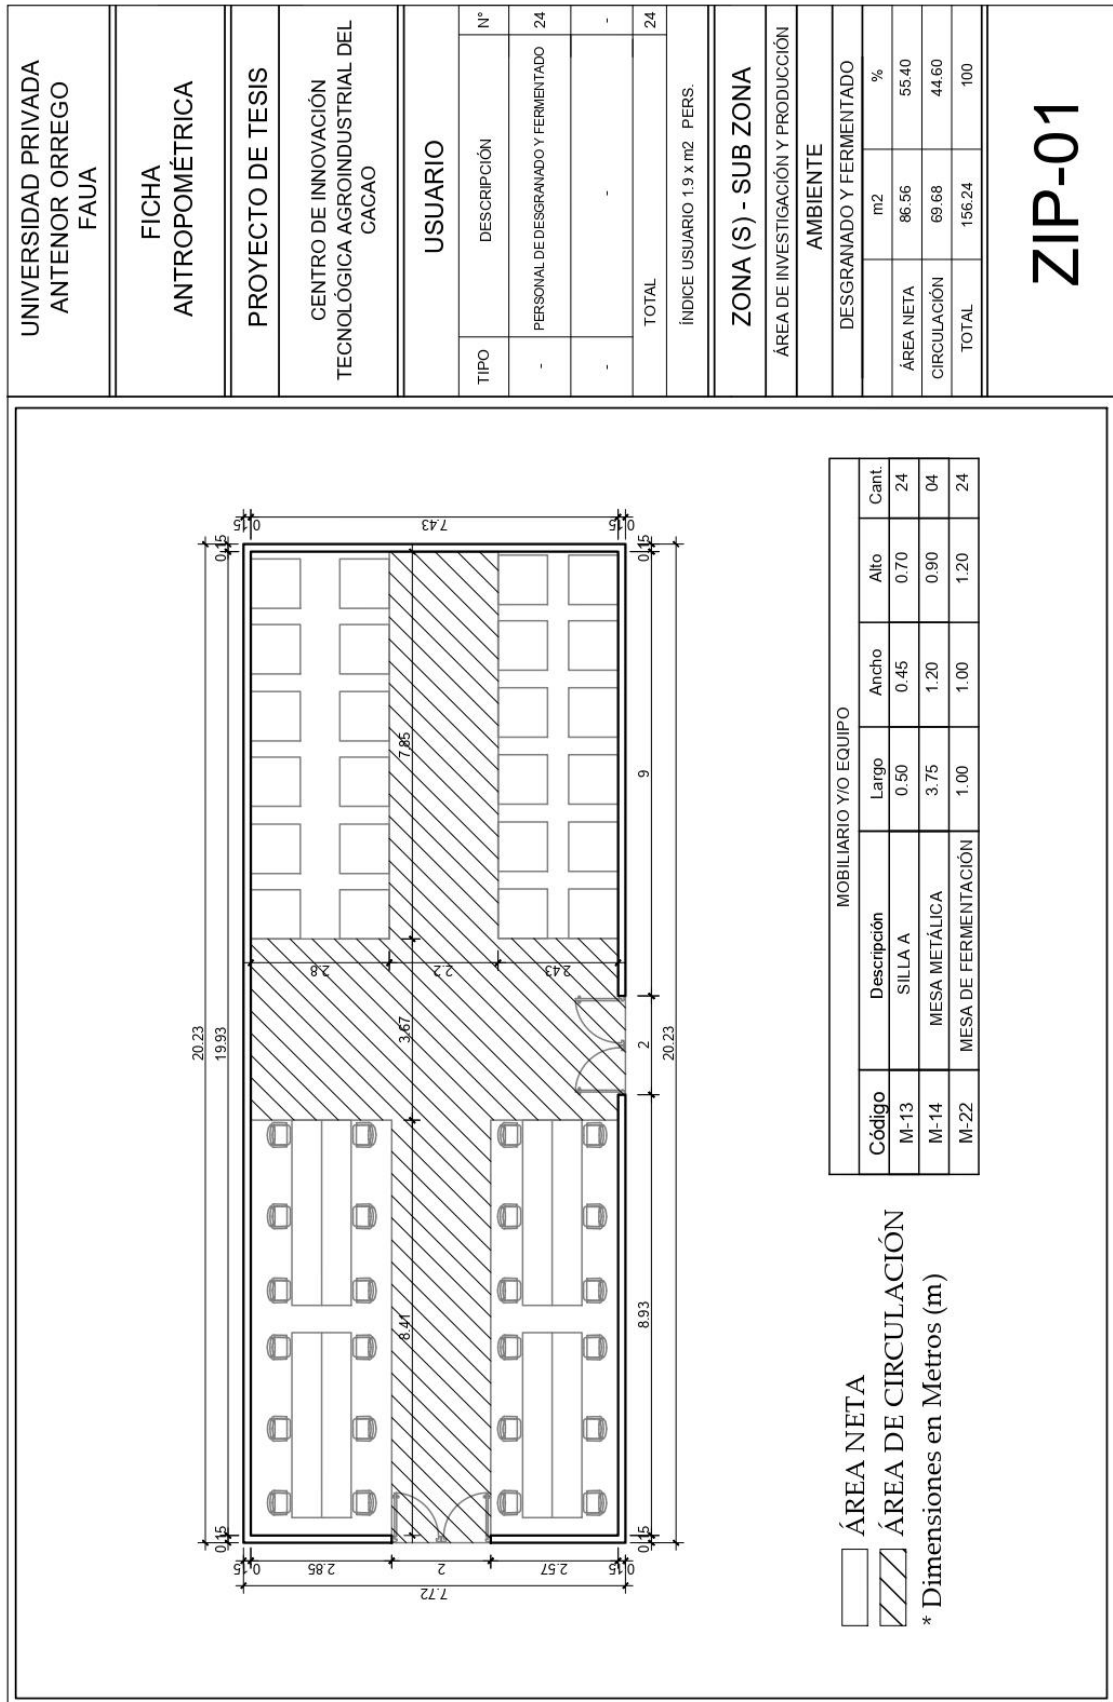 UNIVERSIDAD PRIVADA
ANTENOR ORREGO
FAUA
FICHA
ANTROPOMÉTRICA
PROYECTO DE TESIS
CENTRO DE INNOVACIÓN
TECNOLÓGICA AGROINDUSTRIAL DEL
CACAO
USUARIO
TIPO DESCRIPCIÓN N°
- PERSONAL DE DESGRANADO Y FERMENTADO 24
- - -
TOTAL 24
ÍNDICE USUARIO 1.9 x m2 PERS.
ZONA (S) - SUB ZONA
ÁREA DE INVESTIGACIÓN Y PRODUCCIÓN
AMBIENTE
DESGRANADO Y FERMENTADO
m2 %
ÁREA NETA 86.56 55.40
CIRCULACIÓN 69.68 44.60
TOTAL 156.24 100
ZIP-01
20.23
0.15 19.93 0.15
0.15 7.43 0.15
7.72
0.15 2.85 2 2.57 0.15
8.41 3.67 7.85
2.8 2.2 2.43
0.15 8.93 2 9 0.15
20.23
ÁREA NETA
ÁREA DE CIRCULACIÓN
* Dimensiones en Metros (m)
MOBILIARIO Y/O EQUIPO
Código Descripción Largo Ancho Alto Cant.
M-13 SILLA A 0.50 0.45 0.70 24
M-14 MESA METÁLICA 3.75 1.20 0.90 04
M-22 MESA DE FERMENTACIÓN 1.00 1.00 1.20 24